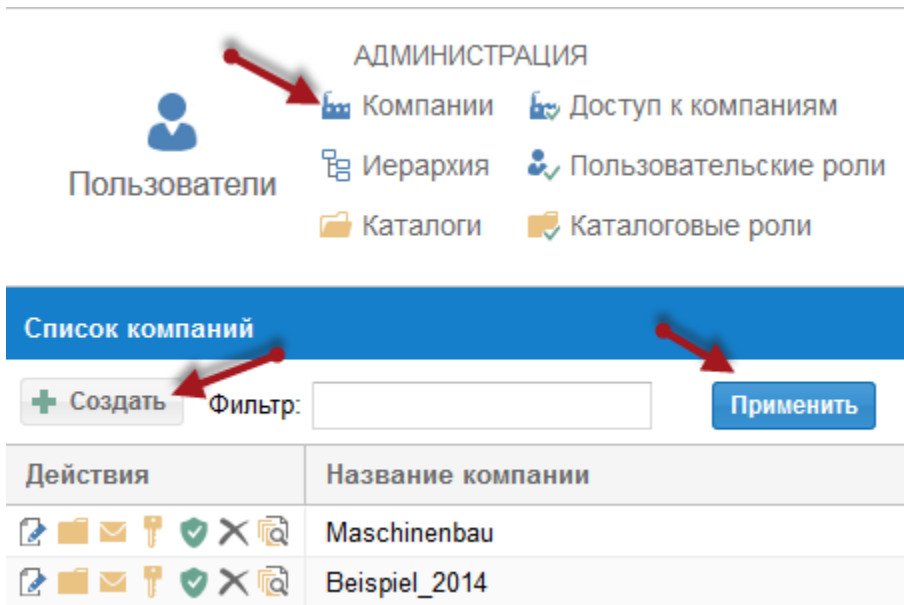 АДМИНИСТРАЦИЯ
Пользователи
Компании Доступ к компаниям
Иерархия Пользовательские роли
Каталоги Каталоговые роли
Список компаний
Создать Фильтр: Применить
Действия Название компании
Maschinenbau
Beispiel_2014